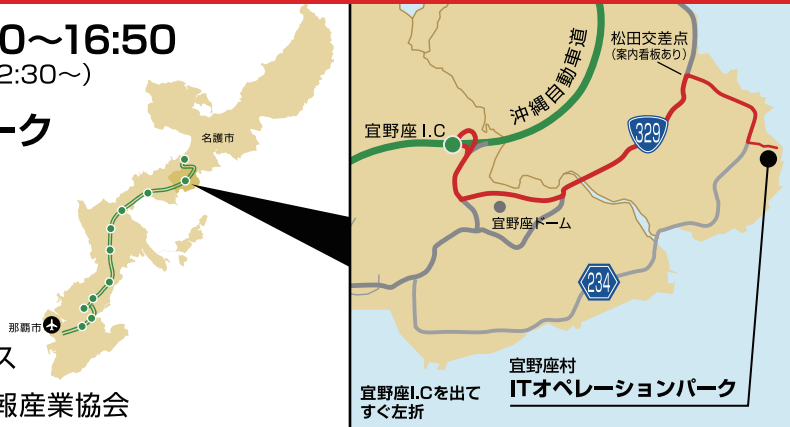 0～16:50
2:30～)
ーク
名護市
那覇市
ス
報産業協会
松田交差点
(案内看板あり)
沖縄自動車道
宜野座 I.C
329
宜野座ドーム
234
宜野座I.Cを出て
すぐ左折
宜野座村
ITオペレーションパーク